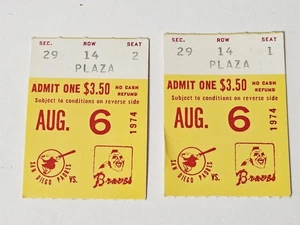 SEC. ROW SEAT
29 14 2
PLAZA
ADMIT ONE $3.50 NO CASH REFUND
Subject to conditions on reverse side
AUG. 6 1974
SAN DIEGO PADRES VS. Braves
SEC. ROW SEAT
29 14 1
PLAZA
ADMIT ONE $3.50 NO CASH REFUND
Subject to conditions on reverse side
AUG. 6 1974
SAN DIEGO PADRES VS. Braves